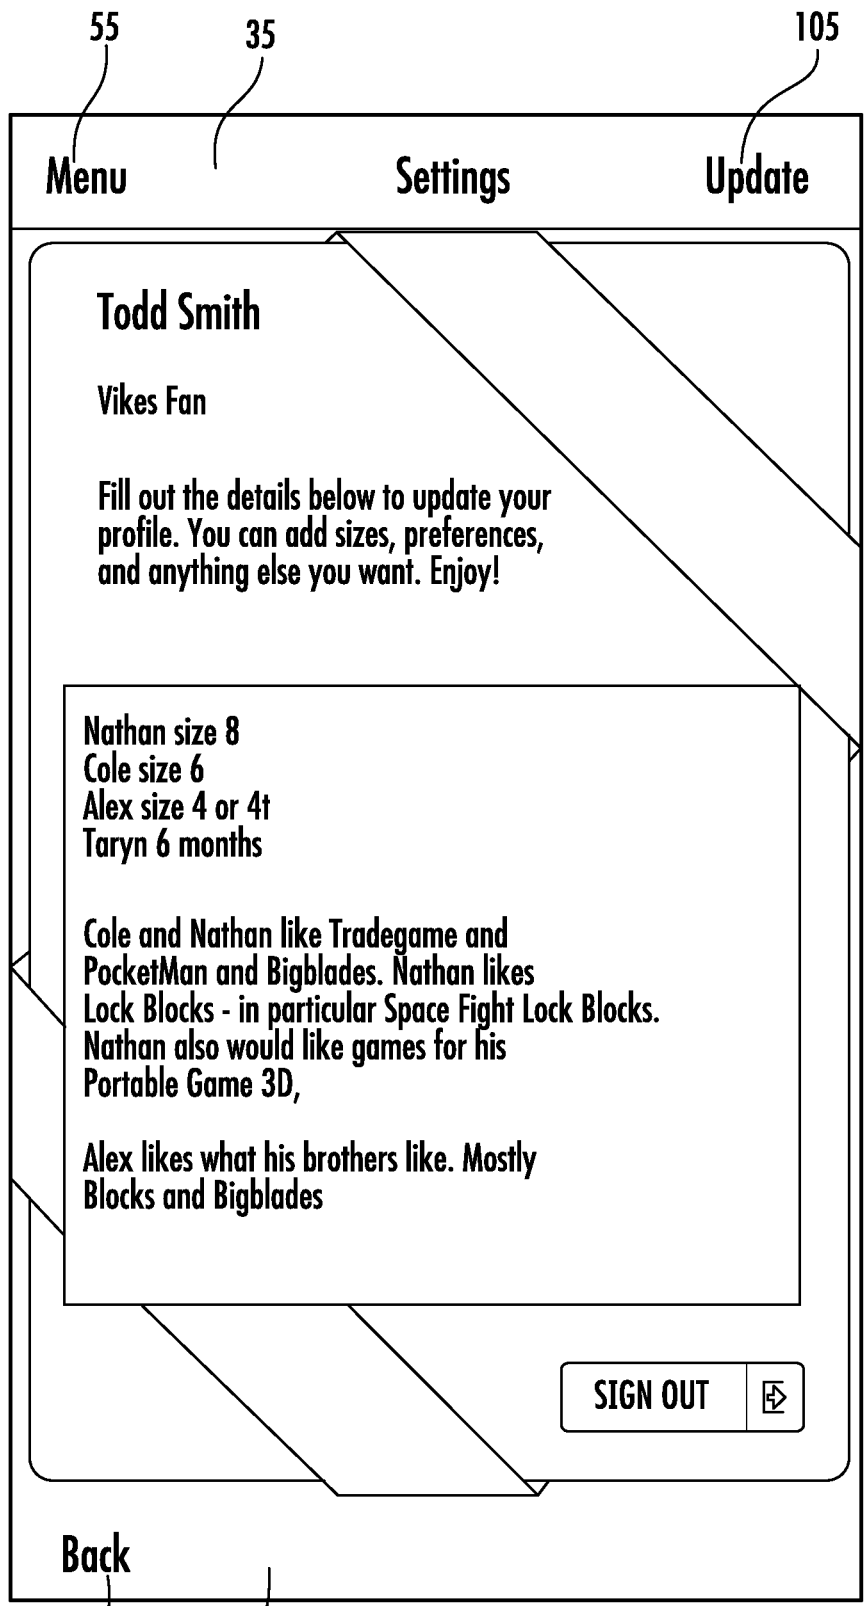 55
35
105
Menu
Settings
Update
Todd Smith
Vikes Fan
Fill out the details below to update your
profile. You can add sizes, preferences,
and anything else you want. Enjoy!
Nathan size 8
Cole size 6
Alex size 4 or 4t
Taryn 6 months
Cole and Nathan like Tradegame and
PocketMan and Bigblades. Nathan likes
Lock Blocks - in particular Space Fight Lock Blocks.
Nathan also would like games for his
Portable Game 3D,
Alex likes what his brothers like. Mostly
Blocks and Bigblades
SIGN OUT
Back